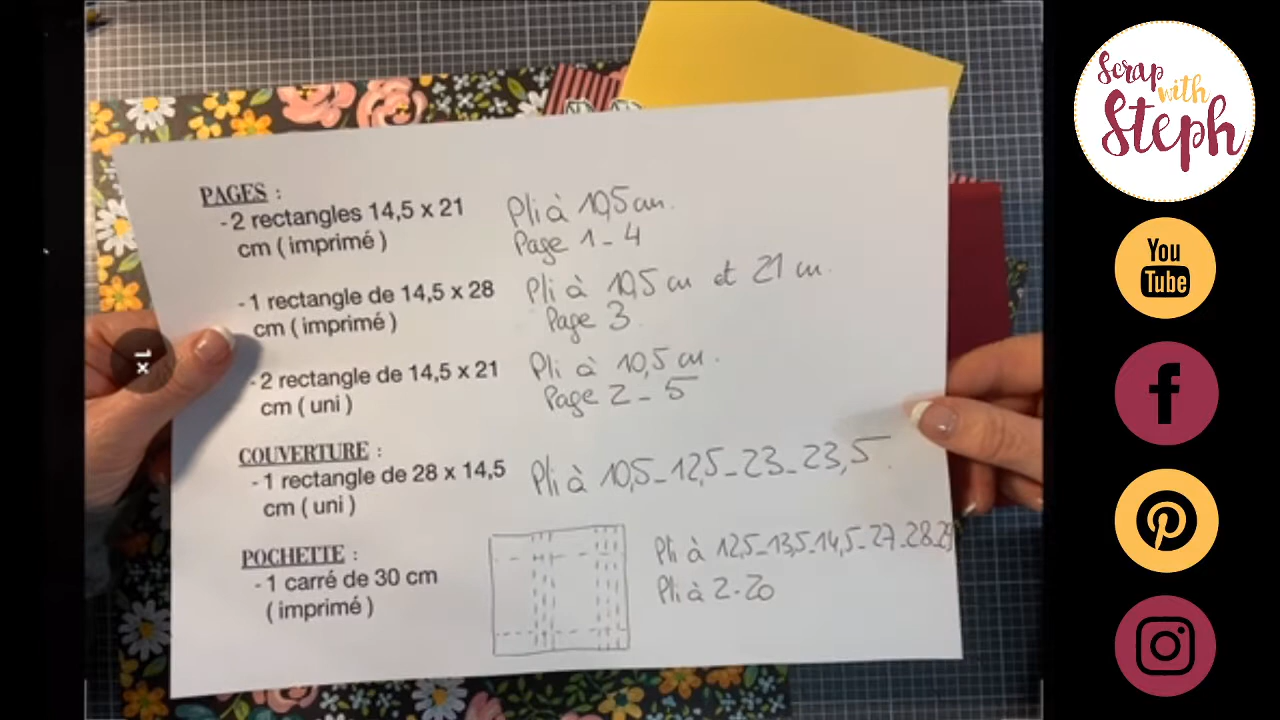 PAGES :
- 2 rectangles 14,5 x 21 cm ( imprimé )
Pli à 10,5 cm.
Page 1 - 4
- 1 rectangle de 14,5 x 28 cm ( imprimé )
Pli à 10,5 cm et 21 cm.
Page 3
- 2 rectangle de 14,5 x 21 cm ( uni )
Pli à 10,5 cm.
Page 2 - 5
COUVERTURE :
- 1 rectangle de 28 x 14,5 cm ( uni )
Pli à 10,5 - 12,5 - 23 - 23,5.
POCHETTE :
- 1 carré de 30 cm ( imprimé )
Pli à 12,5 - 13,5 - 14,5 - 27 - 28 - 29
Pli à 2 - 20
1x
Scrap
with
Steph
You
Tube